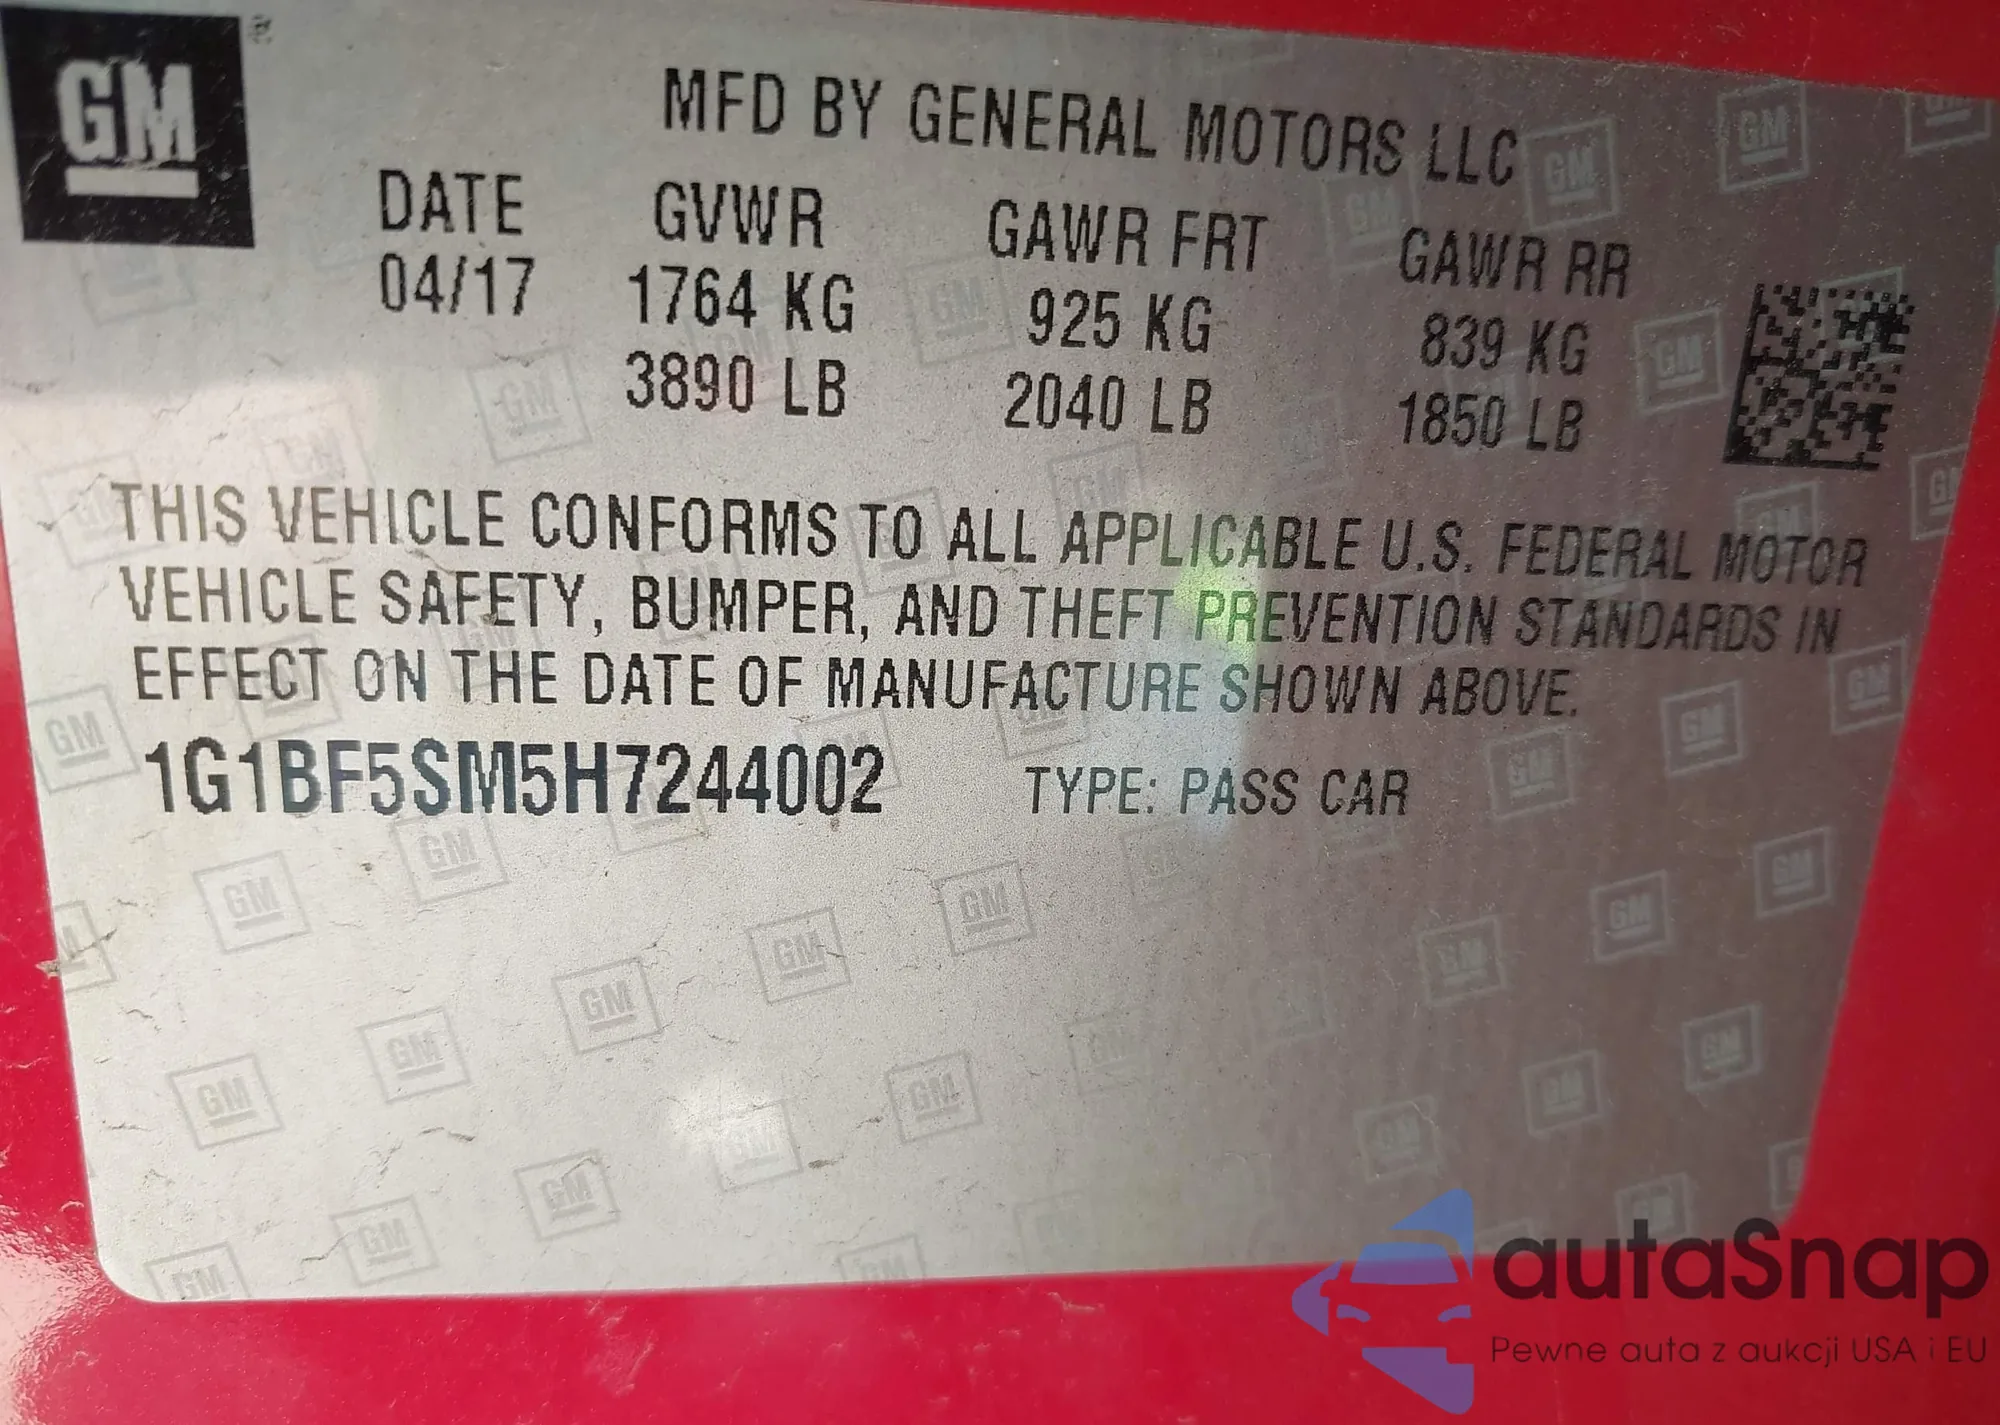 GM
MFD BY GENERAL MOTORS LLC
DATE GVWR GAWR FRT GAWR RR
04/17 1764 KG 925 KG 839 KG
3890 LB 2040 LB 1850 LB
THIS VEHICLE CONFORMS TO ALL APPLICABLE U.S. FEDERAL MOTOR
VEHICLE SAFETY, BUMPER, AND THEFT PREVENTION STANDARDS IN
EFFECT ON THE DATE OF MANUFACTURE SHOWN ABOVE.
1G1BF5SM5H7244002 TYPE: PASS CAR
autaSnap
Pewne auta z aukcji USA i EU